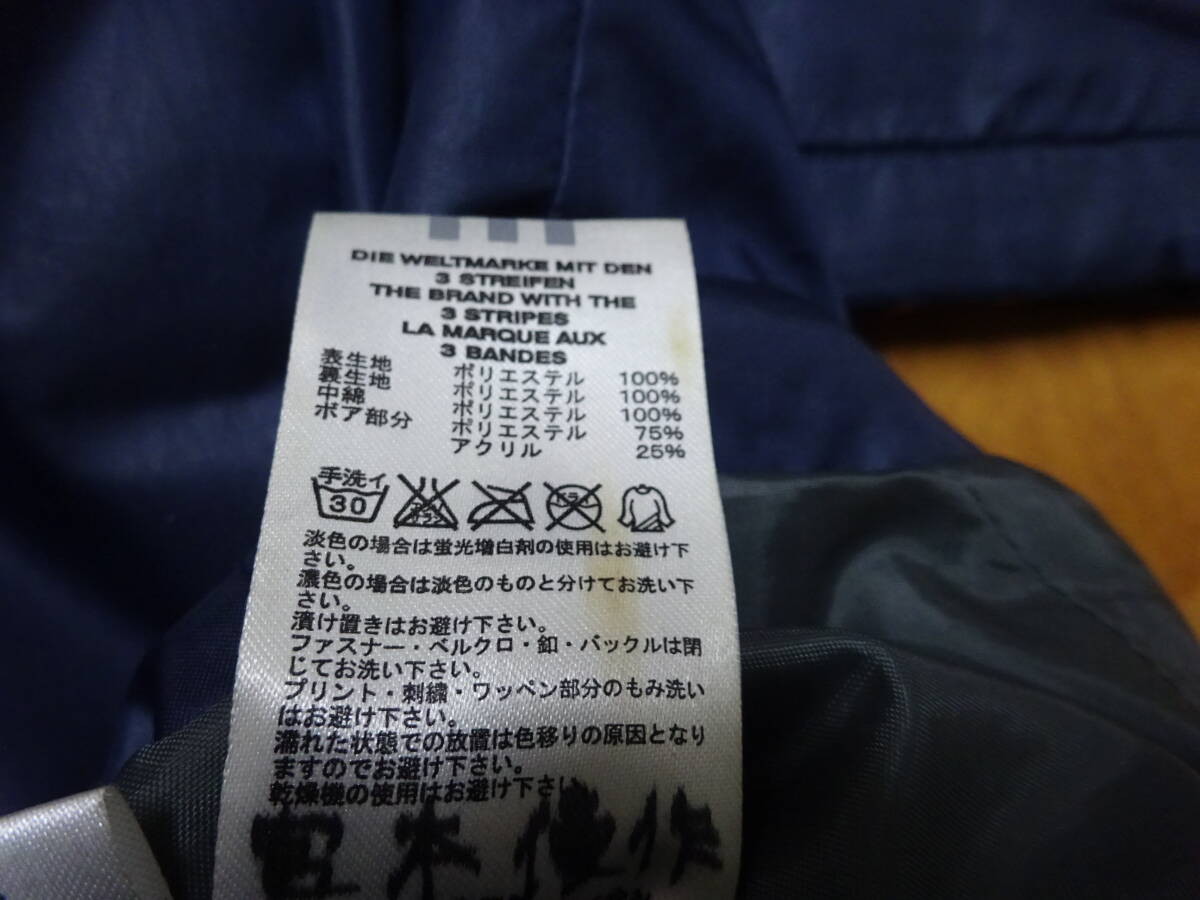 DIE WELTMARKE MIT DEN
3 STREIFEN
THE BRAND WITH THE
3 STRIPES
LA MARQUE AUX
3 BANDES
表生地 ポリエステル 100%
裏生地 ポリエステル 100%
中綿 ポリエステル 100%
ボア部分 ポリエステル 75%
アクリル 25%
手洗イ
30
エンソサラシ
ドライ
淡色の場合は蛍光増白剤の使用はお避け下
さい。
濃色の場合は淡色のものと分けてお洗い下
さい。
漬け置きはお避け下さい。
ファスナー・ベルクロ・釦・バックルは閉
じてお洗い下さい。
プリント・刺繍・ワッペン部分のもみ洗い
はお避け下さい。
濡れた状態での放置は色移りの原因となり
ますのでお避け下さい。
乾燥機の使用はお避け下さい。